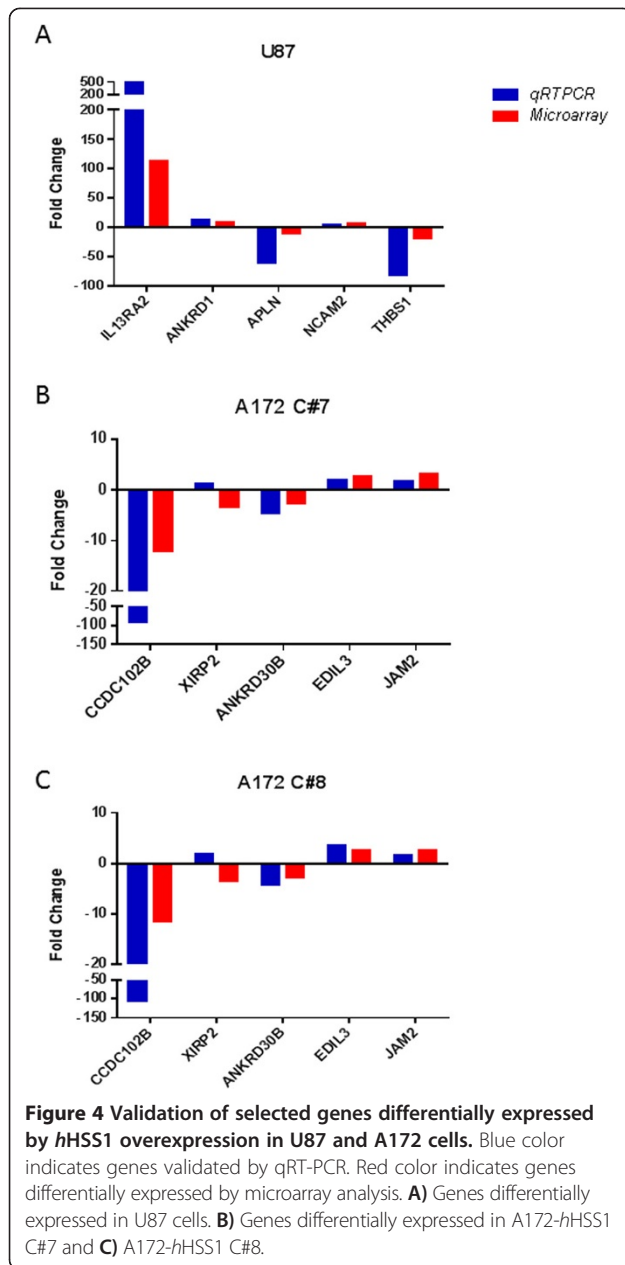 A
U87
qRTPCR
Microarray
Fold Change
500
200
200
150
100
50
0
-50
-100
IL13RA2
ANKRD1
APLN
NCAM2
THBS1
B
A172 C#7
Fold Change
10
0
-10
-20
-50
-100
-150
CCDC102B
XIRP2
ANKRD30B
EDIL3
JAM2
C
A172 C#8
Fold Change
10
0
-10
-20
-50
-100
-150
CCDC102B
XIRP2
ANKRD30B
EDIL3
JAM2
Figure 4 Validation of selected genes differentially expressed
by hHSS1 overexpression in U87 and A172 cells. Blue color
indicates genes validated by qRT-PCR. Red color indicates genes
differentially expressed by microarray analysis. A) Genes differentially
expressed in U87 cells. B) Genes differentially expressed in A172-hHSS1
C#7 and C) A172-hHSS1 C#8.